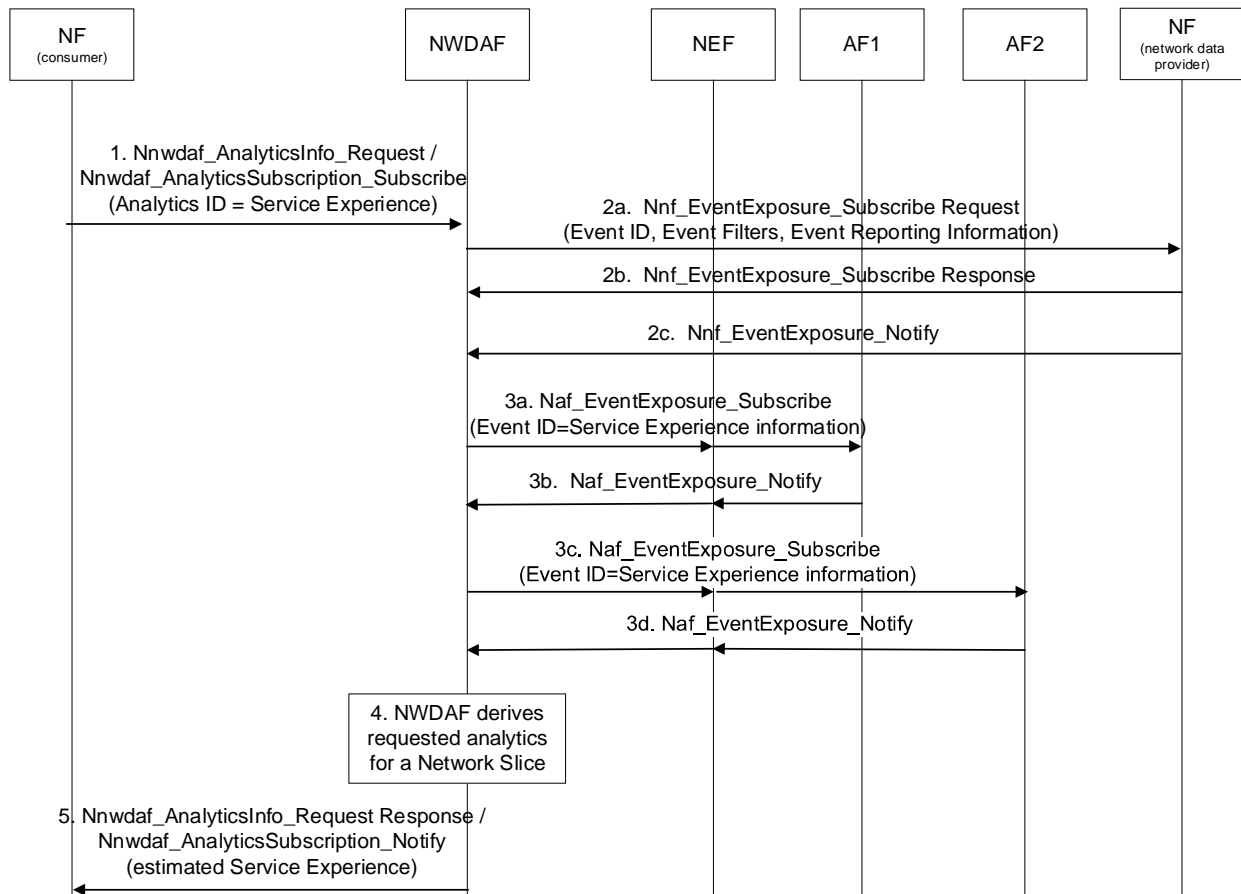 NF
(consumer)
NWDAF
NEF
AF1
AF2
NF
(network data
provider)
1. Nnwdaf_AnalyticsInfo_Request /
Nnwdaf_AnalyticsSubscription_Subscribe
(Analytics ID = Service Experience)
2a. Nnf_EventExposure_Subscribe Request
(Event ID, Event Filters, Event Reporting Information)
2b. Nnf_EventExposure_Subscribe Response
2c. Nnf_EventExposure_Notify
3a. Naf_EventExposure_Subscribe
(Event ID=Service Experience information)
3b. Naf_EventExposure_Notify
3c. Naf_EventExposure_Subscribe
(Event ID=Service Experience information)
3d. Naf_EventExposure_Notify
4. NWDAF derives
requested analytics
for a Network Slice
5. Nnwdaf_AnalyticsInfo_Request Response /
Nnwdaf_AnalyticsSubscription_Notify
(estimated Service Experience)